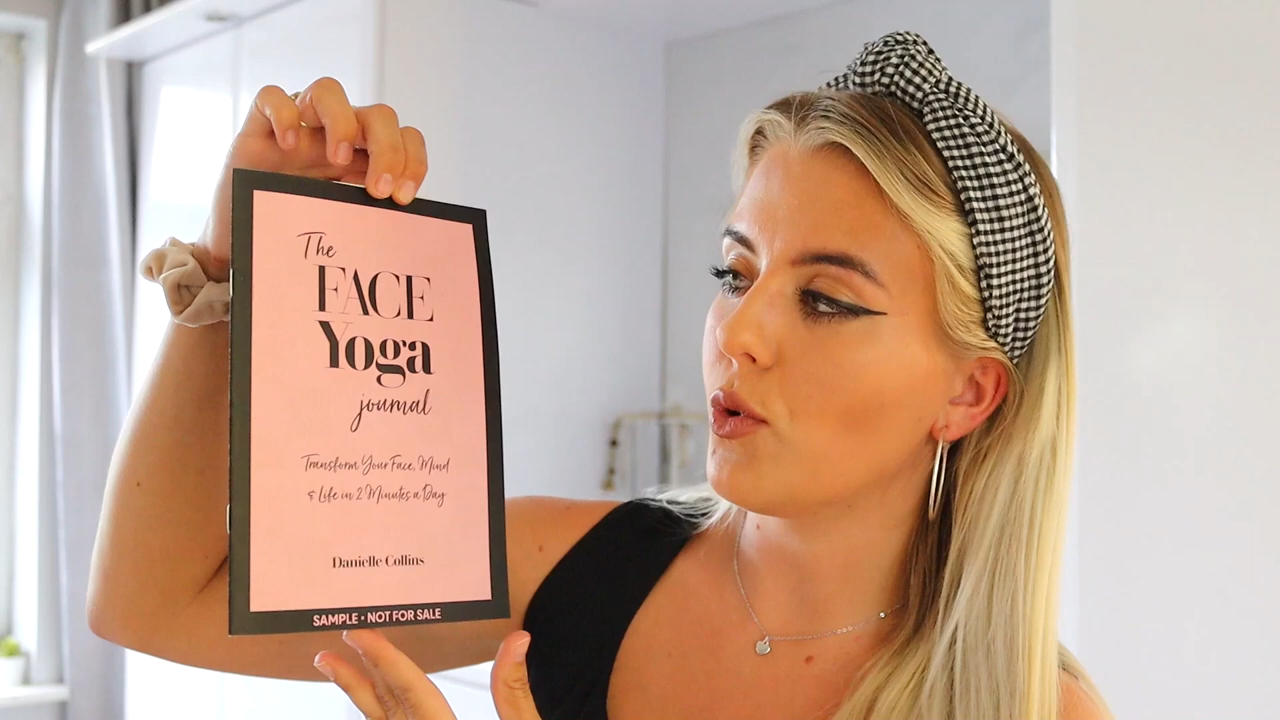 The
FACE
Yoga
journal
Transform Your Face, Mind
& Life in 2 Minutes a Day
Danielle Collins
SAMPLE • NOT FOR SALE